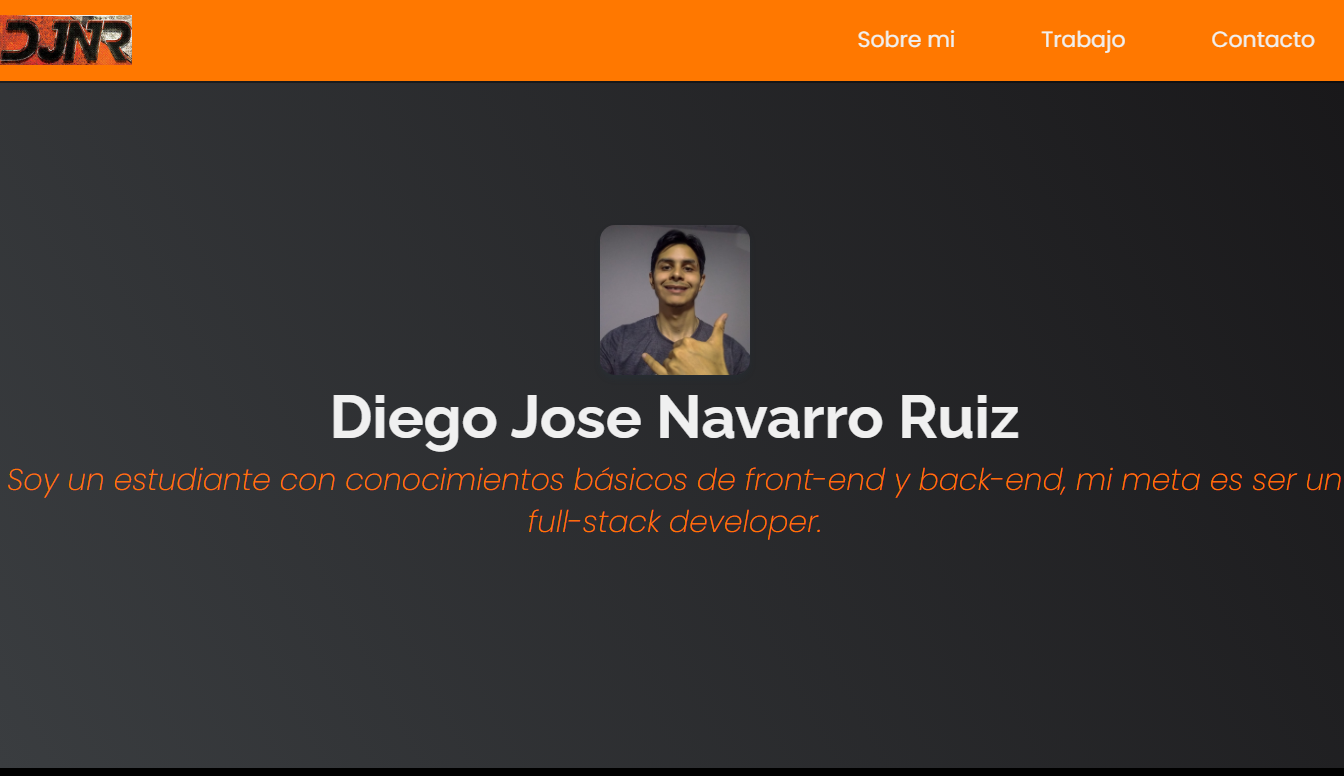 DJNR
Sobre mi
Trabajo
Contacto
Diego Jose Navarro Ruiz
Soy un estudiante con conocimientos básicos de front-end y back-end, mi meta es ser un
full-stack developer.